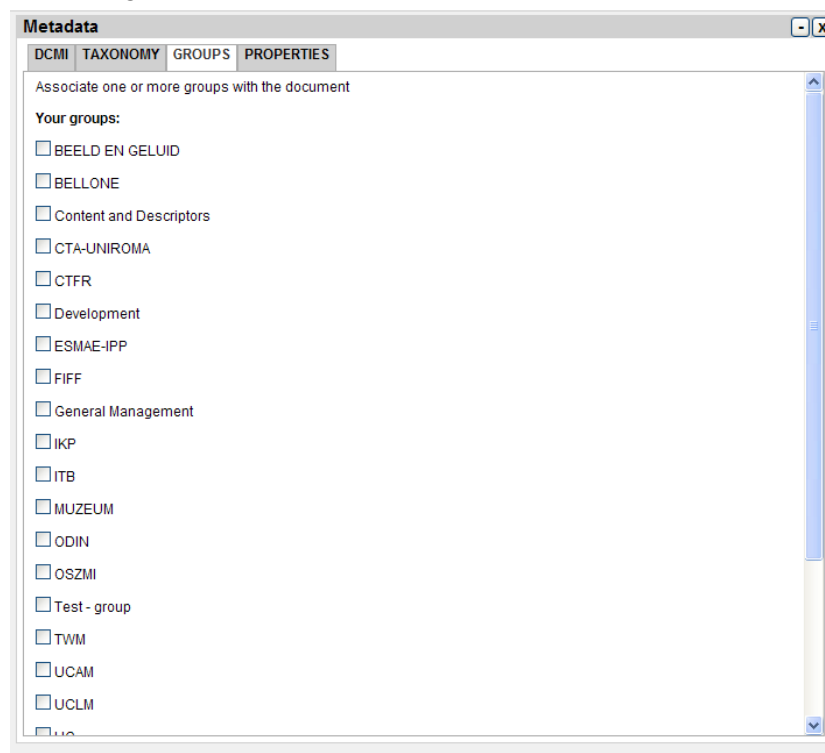 Metadata
- X
DCMI TAXONOMY GROUPS PROPERTIES
Associate one or more groups with the document
Your groups:
BEELD EN GELUID
BELLONE
Content and Descriptors
CTA-UNIROMA
CTFR
Development
ESMAE-IPP
FIFF
General Management
IKP
ITB
MUZEUM
ODIN
OSZMI
Test - group
TWM
UCAM
UCLM